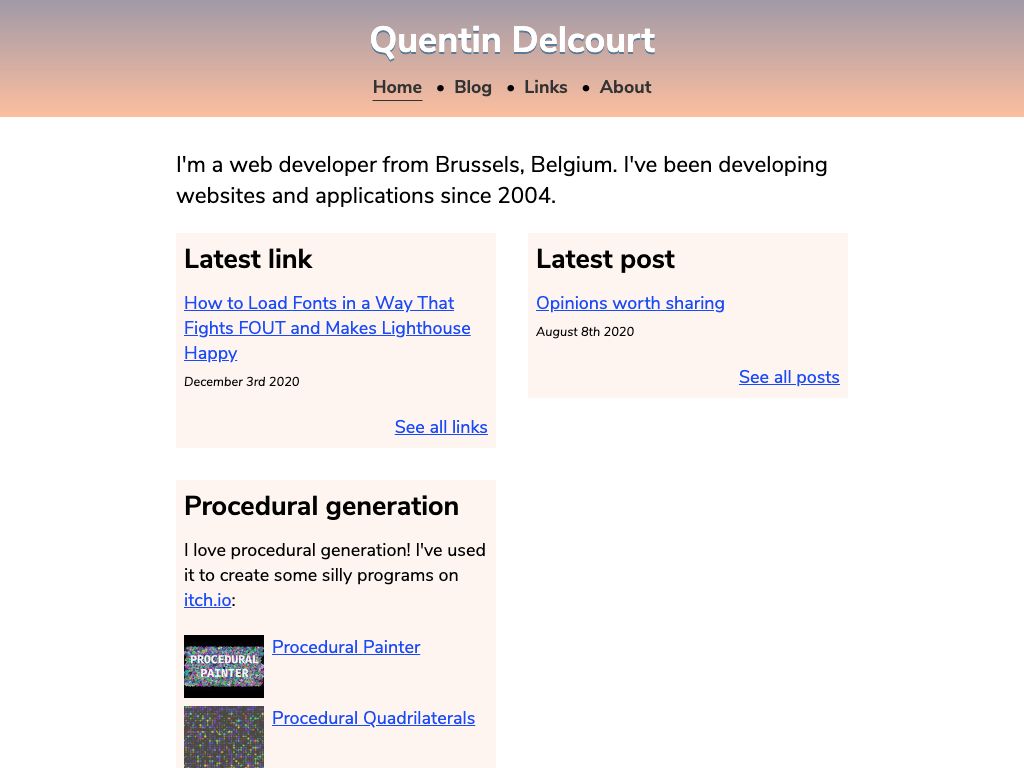 Quentin Delcourt
Home • Blog • Links • About
I'm a web developer from Brussels, Belgium. I've been developing
websites and applications since 2004.
Latest link
How to Load Fonts in a Way That
Fights FOUT and Makes Lighthouse
Happy
December 3rd 2020
See all links
Latest post
Opinions worth sharing
August 8th 2020
See all posts
Procedural generation
I love procedural generation! I've used
it to create some silly programs on
itch.io:
PROCEDURAL
PAINTER
Procedural Painter
Procedural Quadrilaterals